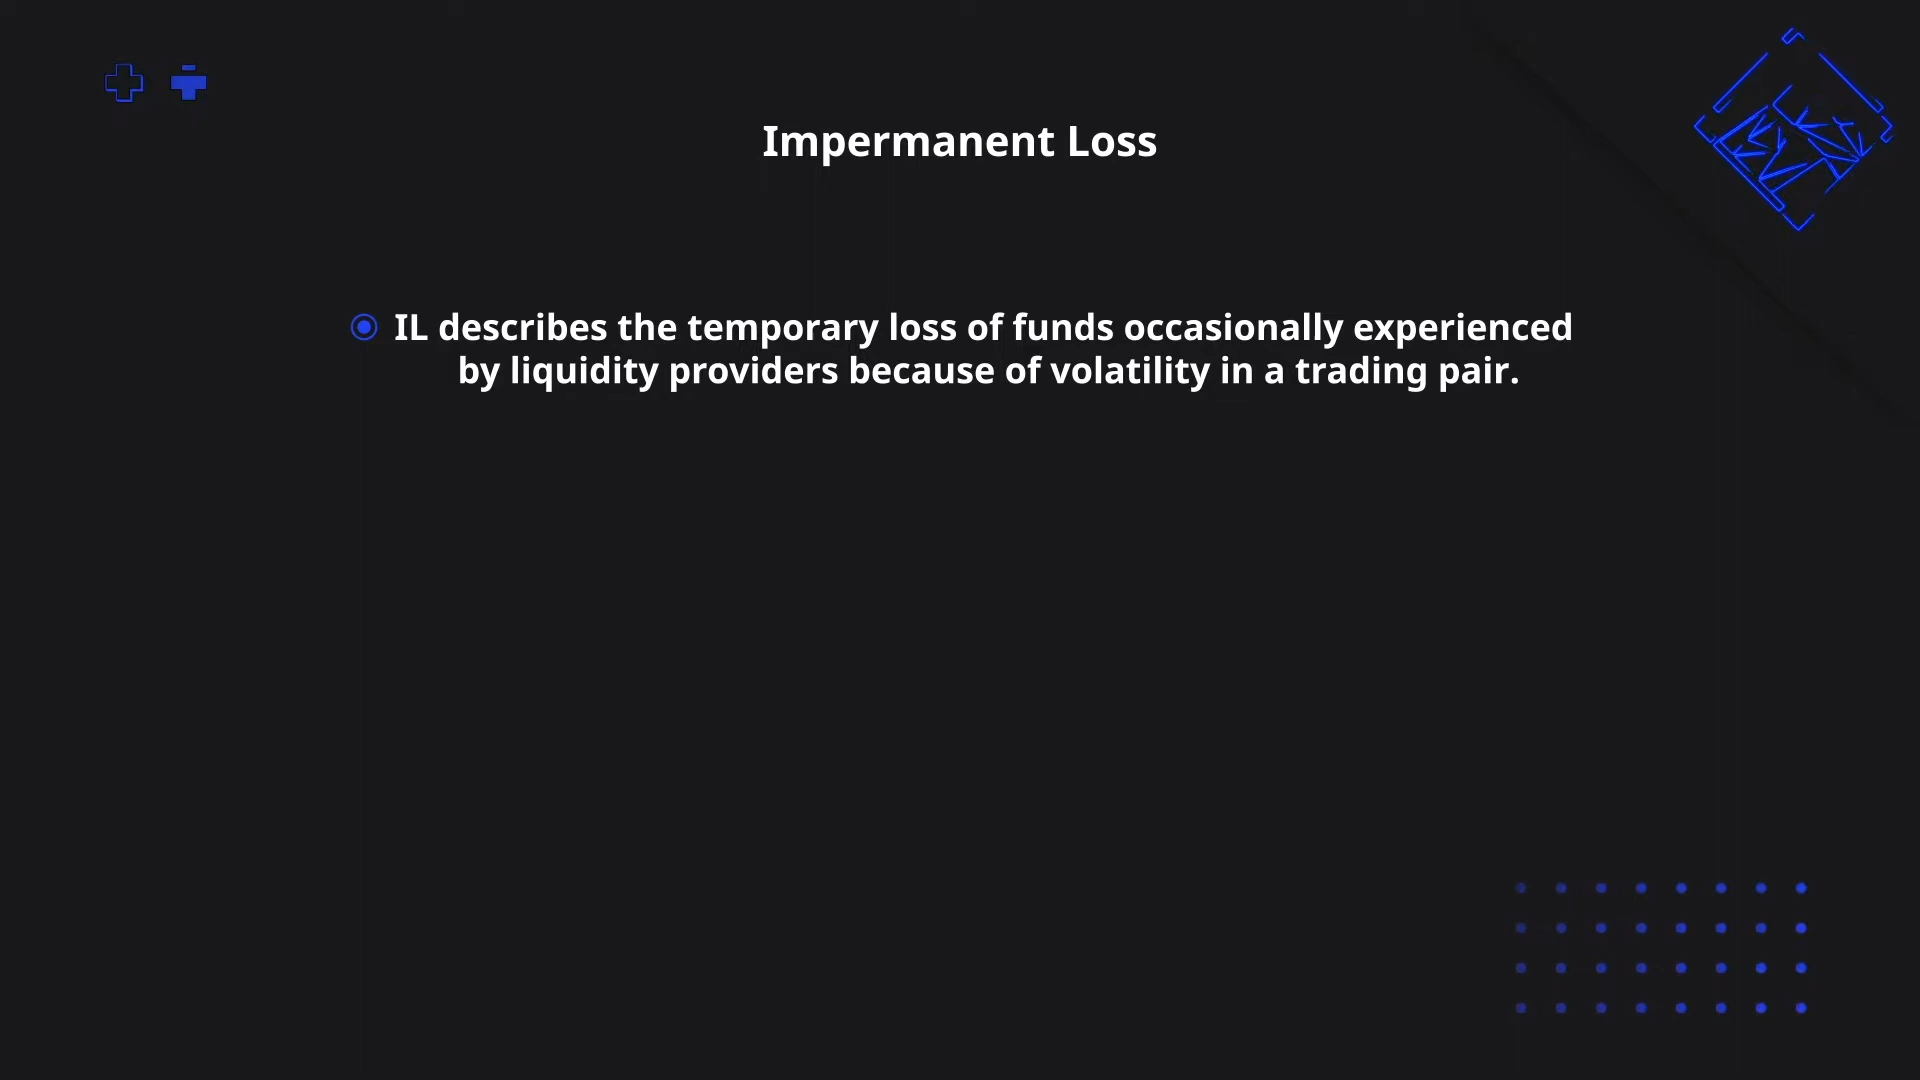 Impermanent Loss
IL describes the temporary loss of funds occasionally experienced
by liquidity providers because of volatility in a trading pair.